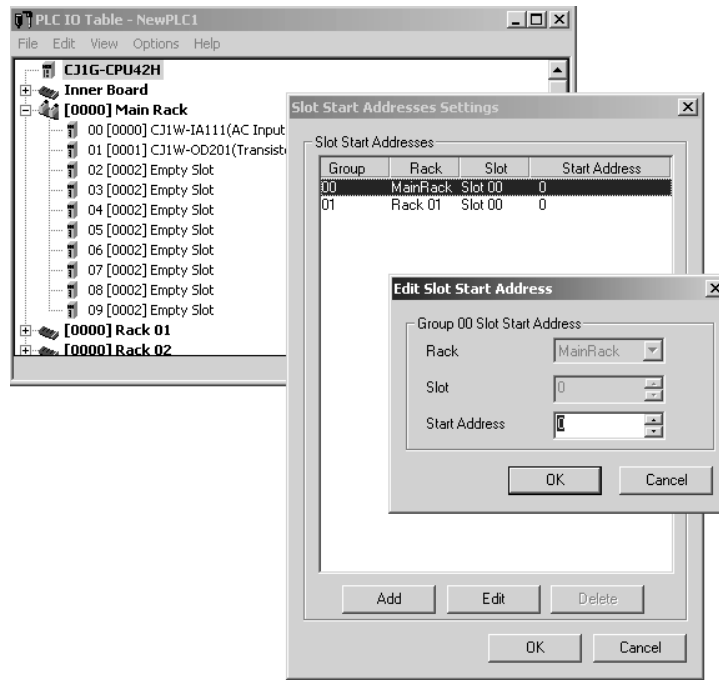 PLC IO Table - NewPLC1
File Edit View Options Help
CJ1G-CPU42H
Inner Board
[0000] Main Rack
00 [0000] CJ1W-IA111(AC Input
01 [0001] CJ1W-OD201(Transist
02 [0002] Empty Slot
03 [0002] Empty Slot
04 [0002] Empty Slot
05 [0002] Empty Slot
06 [0002] Empty Slot
07 [0002] Empty Slot
08 [0002] Empty Slot
09 [0002] Empty Slot
[0000] Rack 01
[0000] Rack 02
Slot Start Addresses Settings
Slot Start Addresses
Group Rack Slot Start Address
00 MainRack Slot 00 0
01 Rack 01 Slot 00 0
Edit Slot Start Address
Group 00 Slot Start Address
Rack MainRack
Slot 0
Start Address 0
OK Cancel
Add Edit Delete
OK Cancel